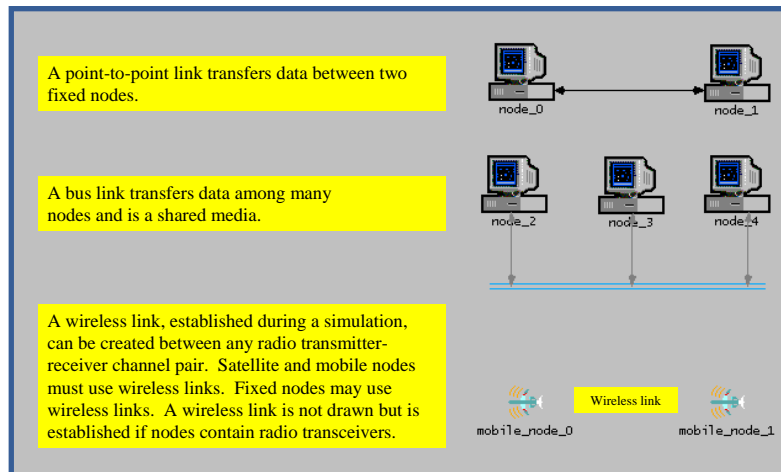 A point-to-point link transfers data between two
fixed nodes.
node_0
node_1
A bus link transfers data among many
nodes and is a shared media.
node_2
node_3
node_4
A wireless link, established during a simulation,
can be created between any radio transmitter-
receiver channel pair.  Satellite and mobile nodes
must use wireless links.  Fixed nodes may use
wireless links.  A wireless link is not drawn but is
established if nodes contain radio transceivers.
Wireless link
mobile_node_0
mobile_node_1